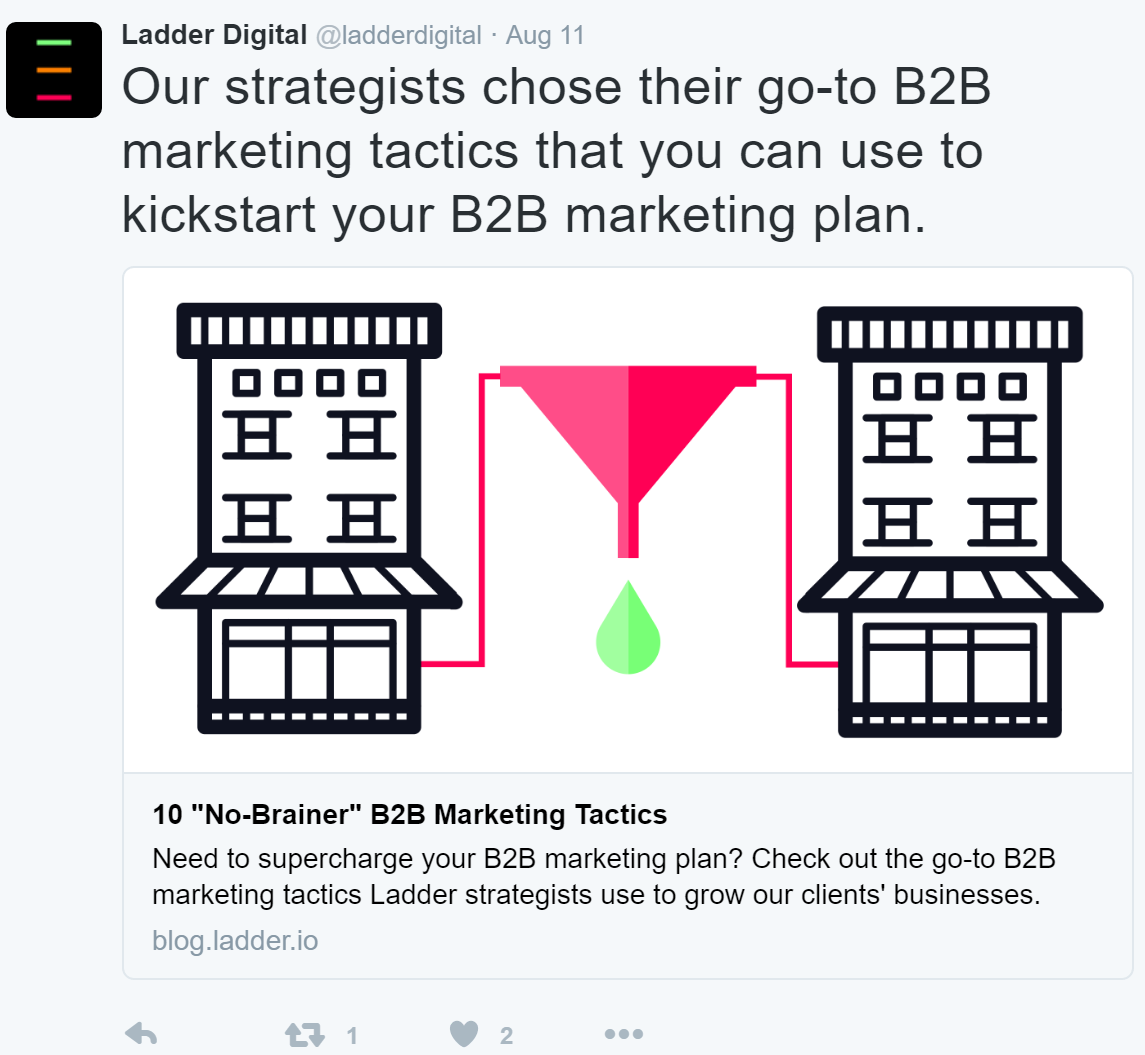 Ladder Digital @ladderdigital · Aug 11
Our strategists chose their go-to B2B
marketing tactics that you can use to
kickstart your B2B marketing plan.
10 "No-Brainer" B2B Marketing Tactics
Need to supercharge your B2B marketing plan? Check out the go-to B2B
marketing tactics Ladder strategists use to grow our clients' businesses.
blog.ladder.io
1 2